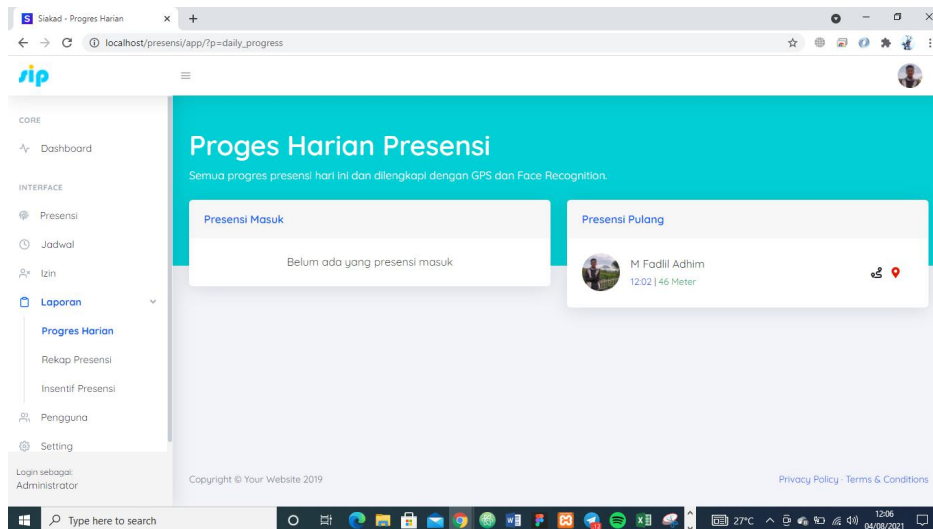 Siakad - Progres Harian
localhost/presensi/app/?p=daily_progress
sip
CORE
Dashboard
INTERFACE
Presensi
Jadwal
Izin
Laporan
Progres Harian
Rekap Presensi
Insentif Presensi
Pengguna
Setting
Login sebagai:
Administrator
Proges Harian Presensi
Semua progres presensi hari ini dan dilengkapi dengan GPS dan Face Recognition.
Presensi Masuk
Belum ada yang presensi masuk
Presensi Pulang
M Fadlil Adhim
12:02 | 46 Meter
Copyright © Your Website 2019
Privacy Policy · Terms & Conditions
Type here to search
27°C
12:06
04/08/2021